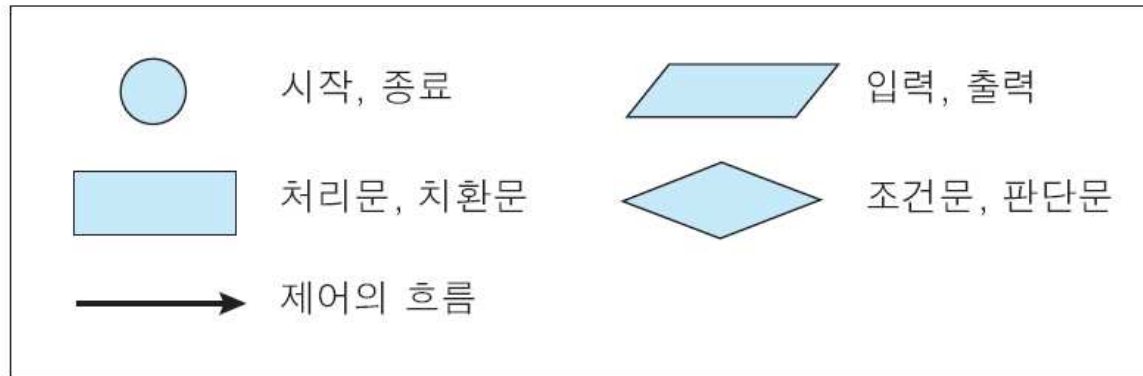 시작, 종료
입력, 출력
처리문, 치환문
조건문, 판단문
제어의 흐름